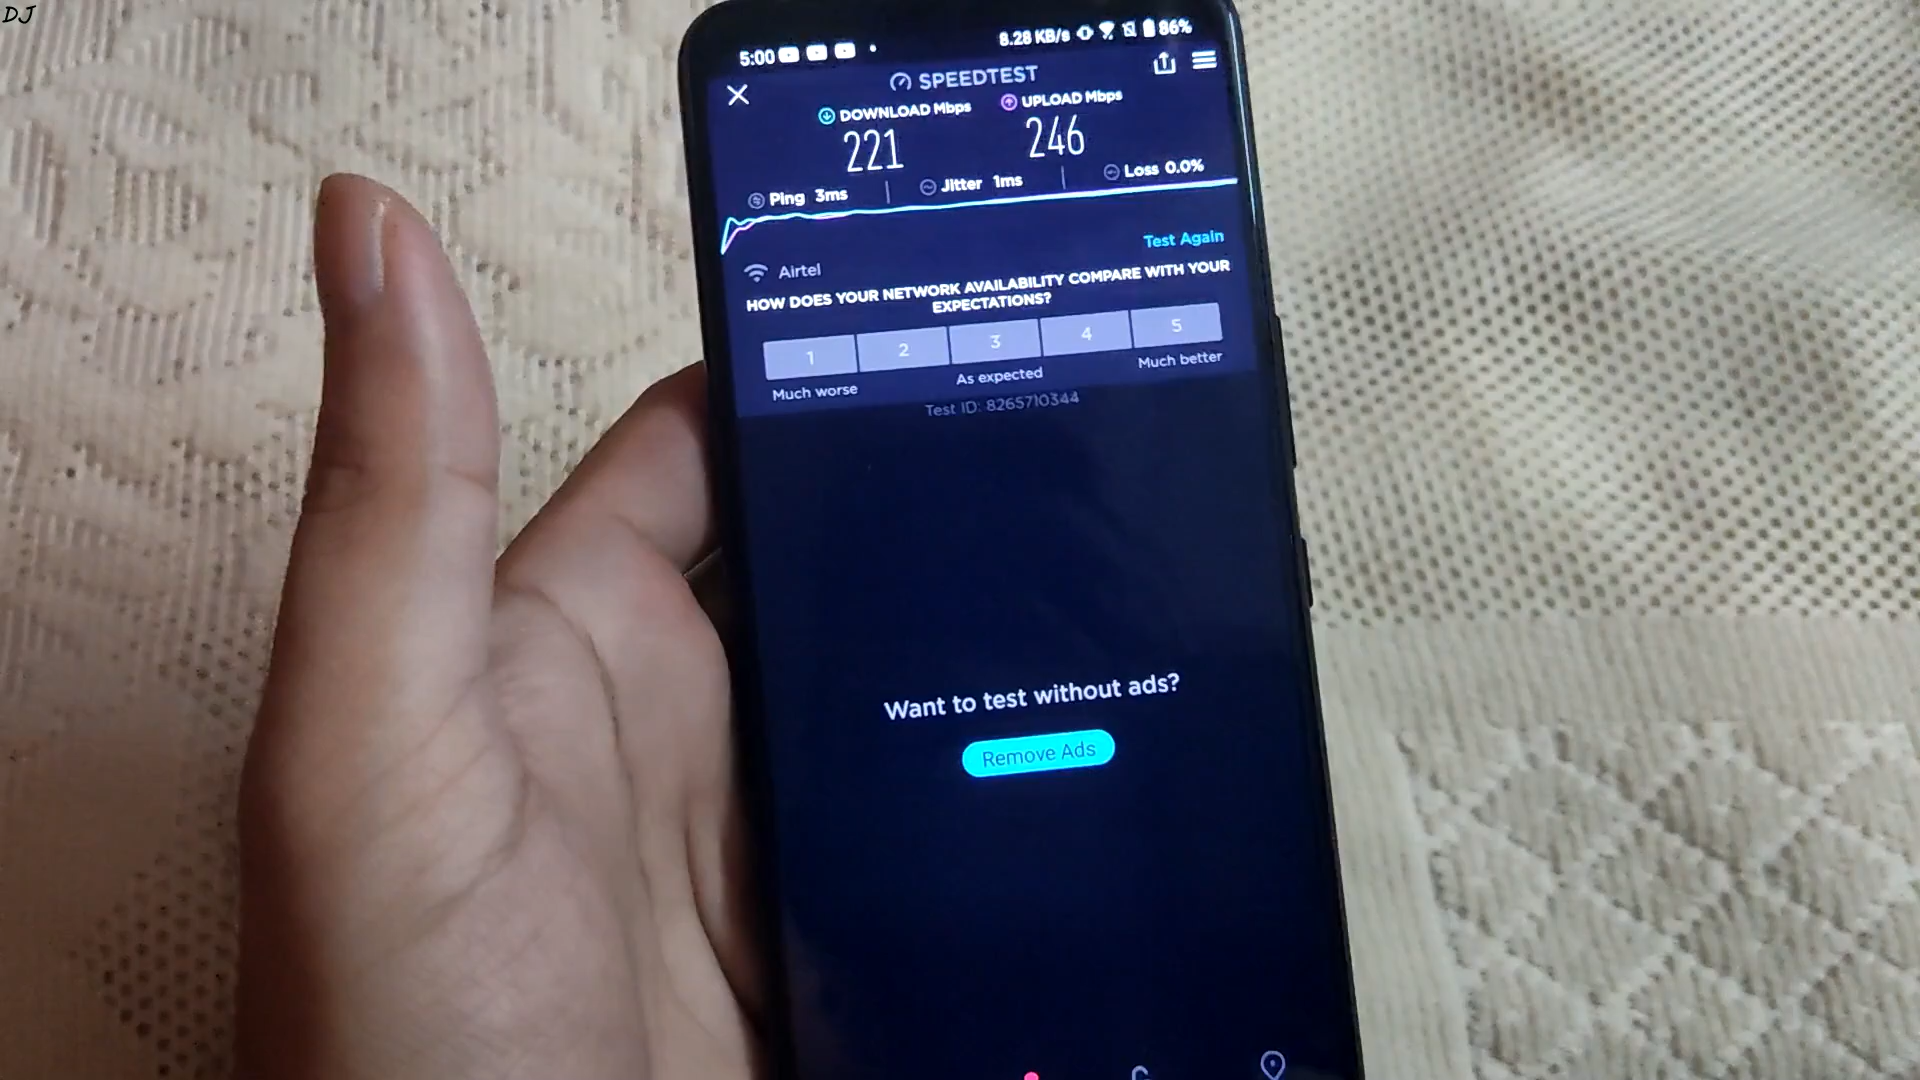 DJ
5:00
8.28 KB/s
86%
SPEEDTEST
DOWNLOAD Mbps
UPLOAD Mbps
221
246
Ping 3ms
Jitter 1ms
Loss 0.0%
Test Again
Airtel
HOW DOES YOUR NETWORK AVAILABILITY COMPARE WITH YOUR
EXPECTATIONS?
1 2 3 4 5
Much worse
As expected
Much better
Test ID: 8265710344
Want to test without ads?
Remove Ads